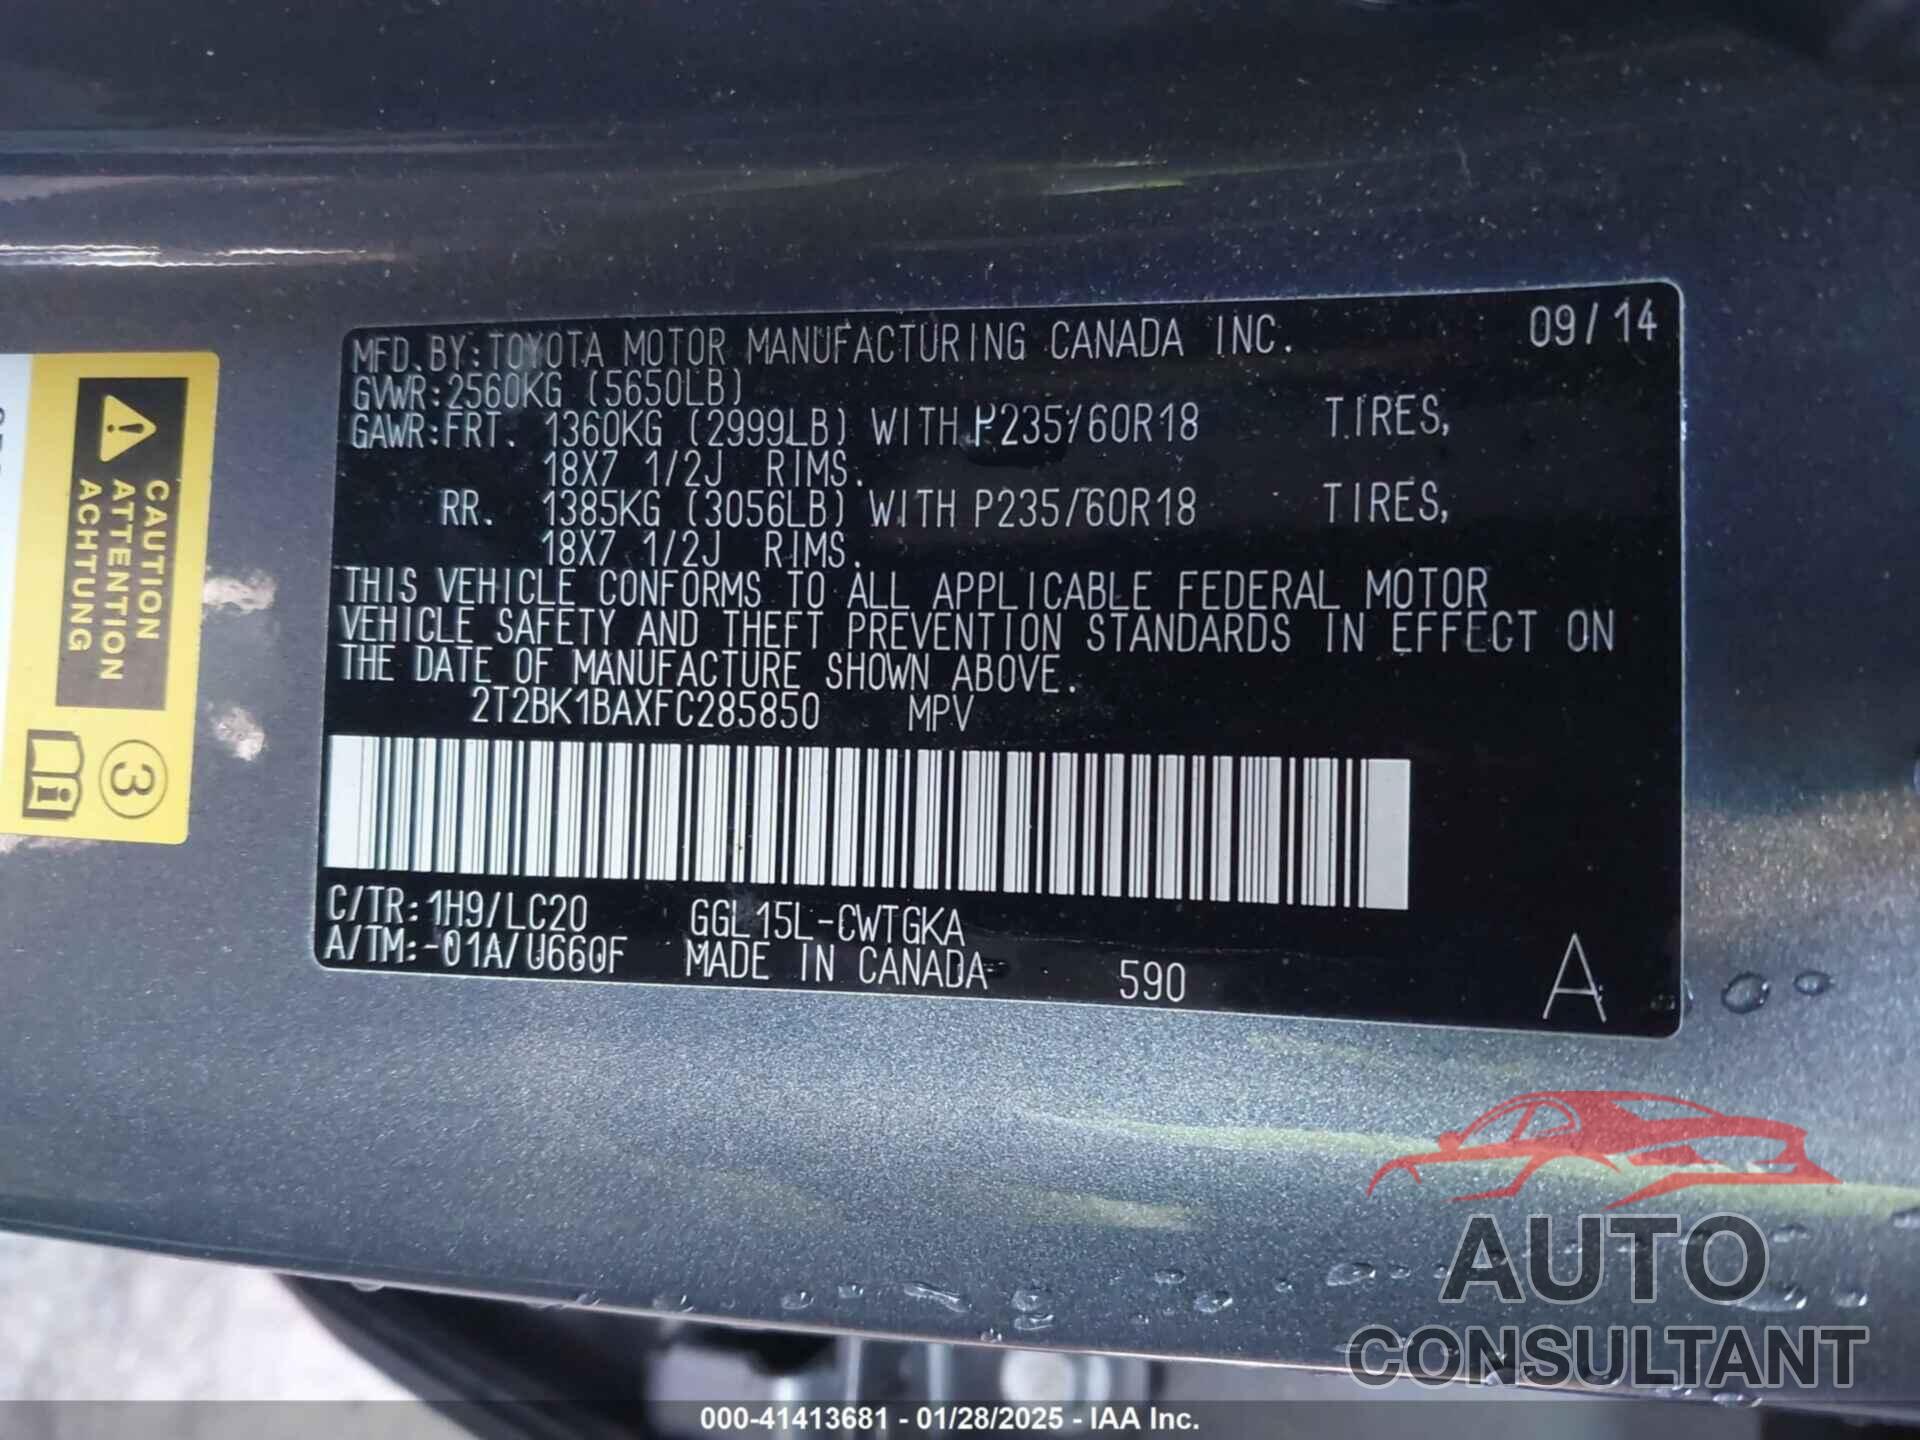 MFD.BY:TOYOTA MOTOR MANUFACTURING CANADA INC. 09/14
GVWR:2560KG (5650LB)
GAWR:FRT. 1360KG (2999LB) WITH P235/60R18 TIRES,
18X7 1/2J RIMS.
RR. 1385KG (3056LB) WITH P235/60R18 TIRES,
18X7 1/2J RIMS.
THIS VEHICLE CONFORMS TO ALL APPLICABLE FEDERAL MOTOR
VEHICLE SAFETY AND THEFT PREVENTION STANDARDS IN EFFECT ON
THE DATE OF MANUFACTURE SHOWN ABOVE.
2T2BK1BAXFC285850 MPV
C/TR:1H9/LC20 GGL15L-CWTGKA
A/TM:-01A/U660F MADE IN CANADA 590 A
CAUTION
ATTENTION
ACHTUNG
3
AUTO
CONSULTANT
000-41413681 - 01/28/2025 - IAA Inc.